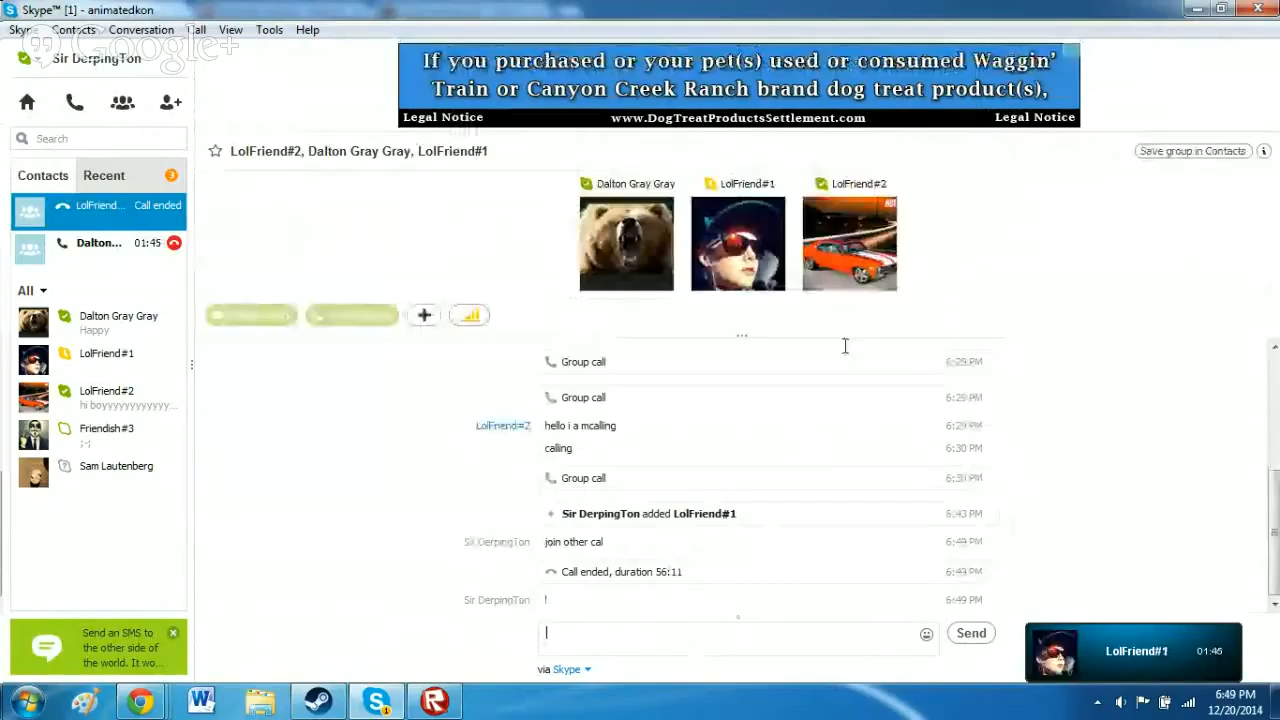 Skype™ [1] - animatedkon
Skype Contacts Conversation Call View Tools Help
Google+
Sir DerpingTon
If you purchased or your pet(s) used or consumed Waggin'
Train or Canyon Creek Ranch brand dog treat product(s),
Legal Notice www.DogTreatProductsSettlement.com Legal Notice
Search
LolFriend#2, Dalton Gray Gray, LolFriend#1
Save group in Contacts
Contacts Recent 3
Dalton Gray Gray LolFriend#1 LolFriend#2
LolFriend... Call ended
Dalton... 01:45
All
Dalton Gray Gray
Happy
LolFriend#1
LolFriend#2
hi boyyyyyyyyyyy...
Friendish#3
;-;
Sam Lautenberg
Group call 6:29 PM
Group call 6:29 PM
LolFriend#2 hello i a mcalling 6:29 PM
calling 6:30 PM
Group call 6:30 PM
Sir DerpingTon added LolFriend#1 6:43 PM
Sir DerpingTon join other cal 6:49 PM
Call ended, duration 56:11 6:49 PM
Sir DerpingTon ! 6:49 PM
Send
via Skype
Send an SMS to
the other side of
the world. It wo...
LolFriend#1 01:46
6:49 PM
12/20/2014